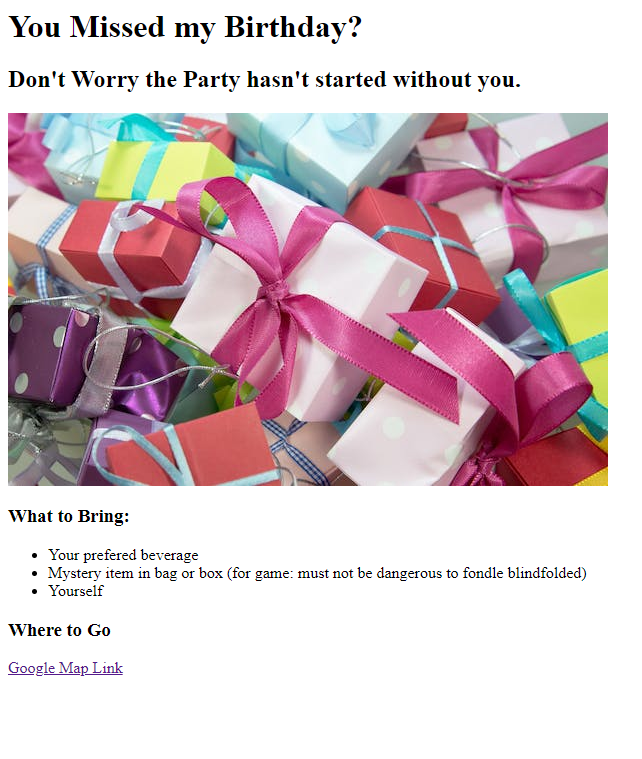 You Missed my Birthday?
Don't Worry the Party hasn't started without you.
What to Bring:
Your prefered beverage
Mystery item in bag or box (for game: must not be dangerous to fondle blindfolded)
Yourself
Where to Go
Google Map Link